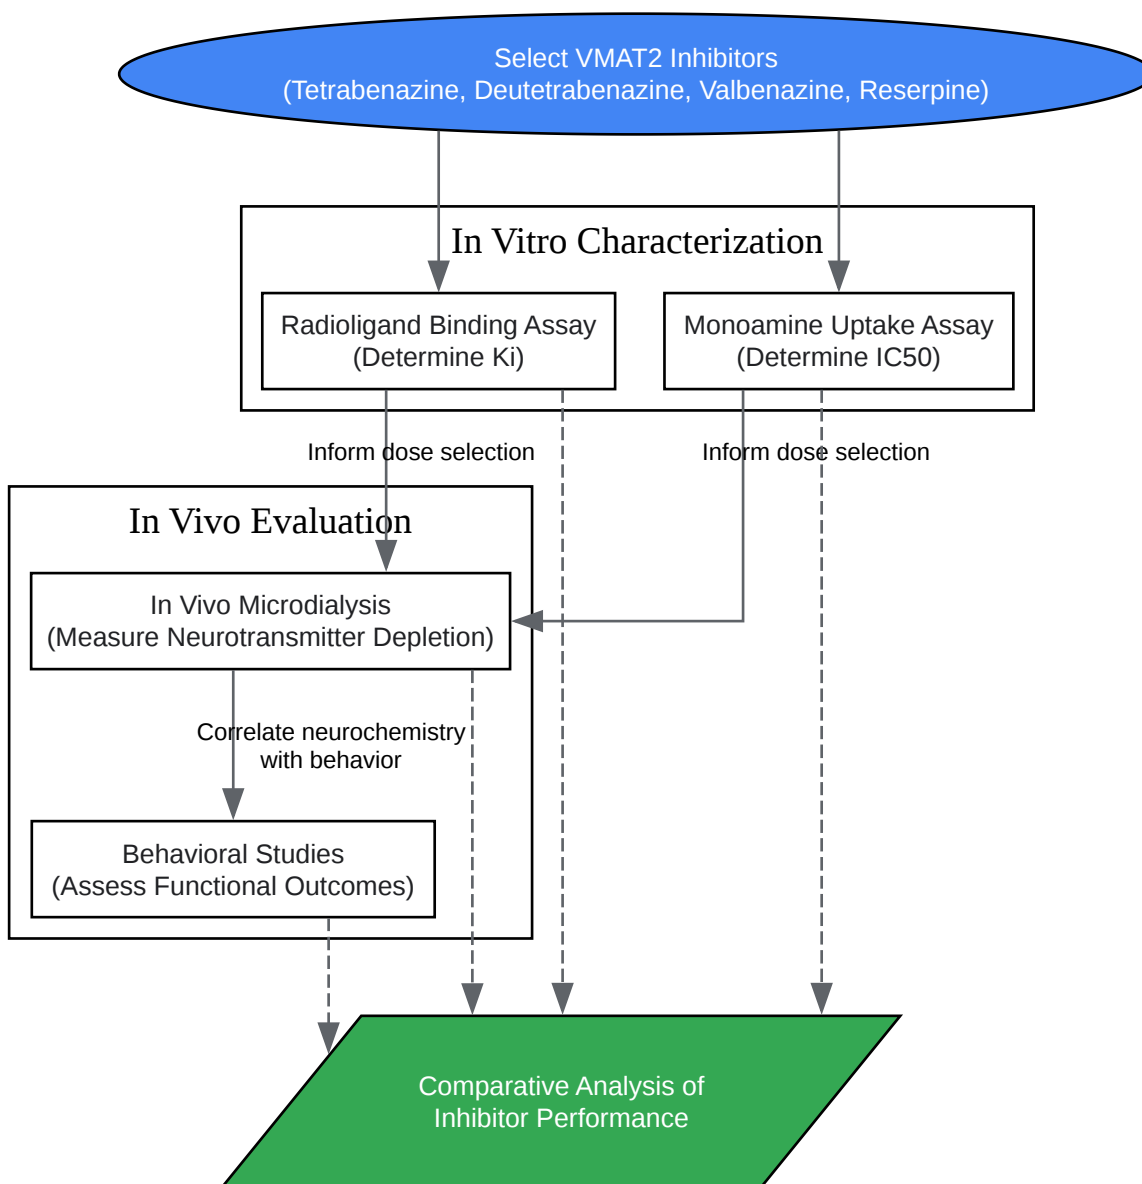 Select VMAT2 Inhibitors
(Tetrabenazine, Deutetrabenazine, Valbenazine, Reserpine)
In Vitro Characterization
Radioligand Binding Assay
(Determine Ki)
Monoamine Uptake Assay
(Determine IC50)
Inform dose selection
Inform dose selection
In Vivo Evaluation
In Vivo Microdialysis
(Measure Neurotransmitter Depletion)
Correlate neurochemistry
with behavior
Behavioral Studies
(Assess Functional Outcomes)
Comparative Analysis of
Inhibitor Performance